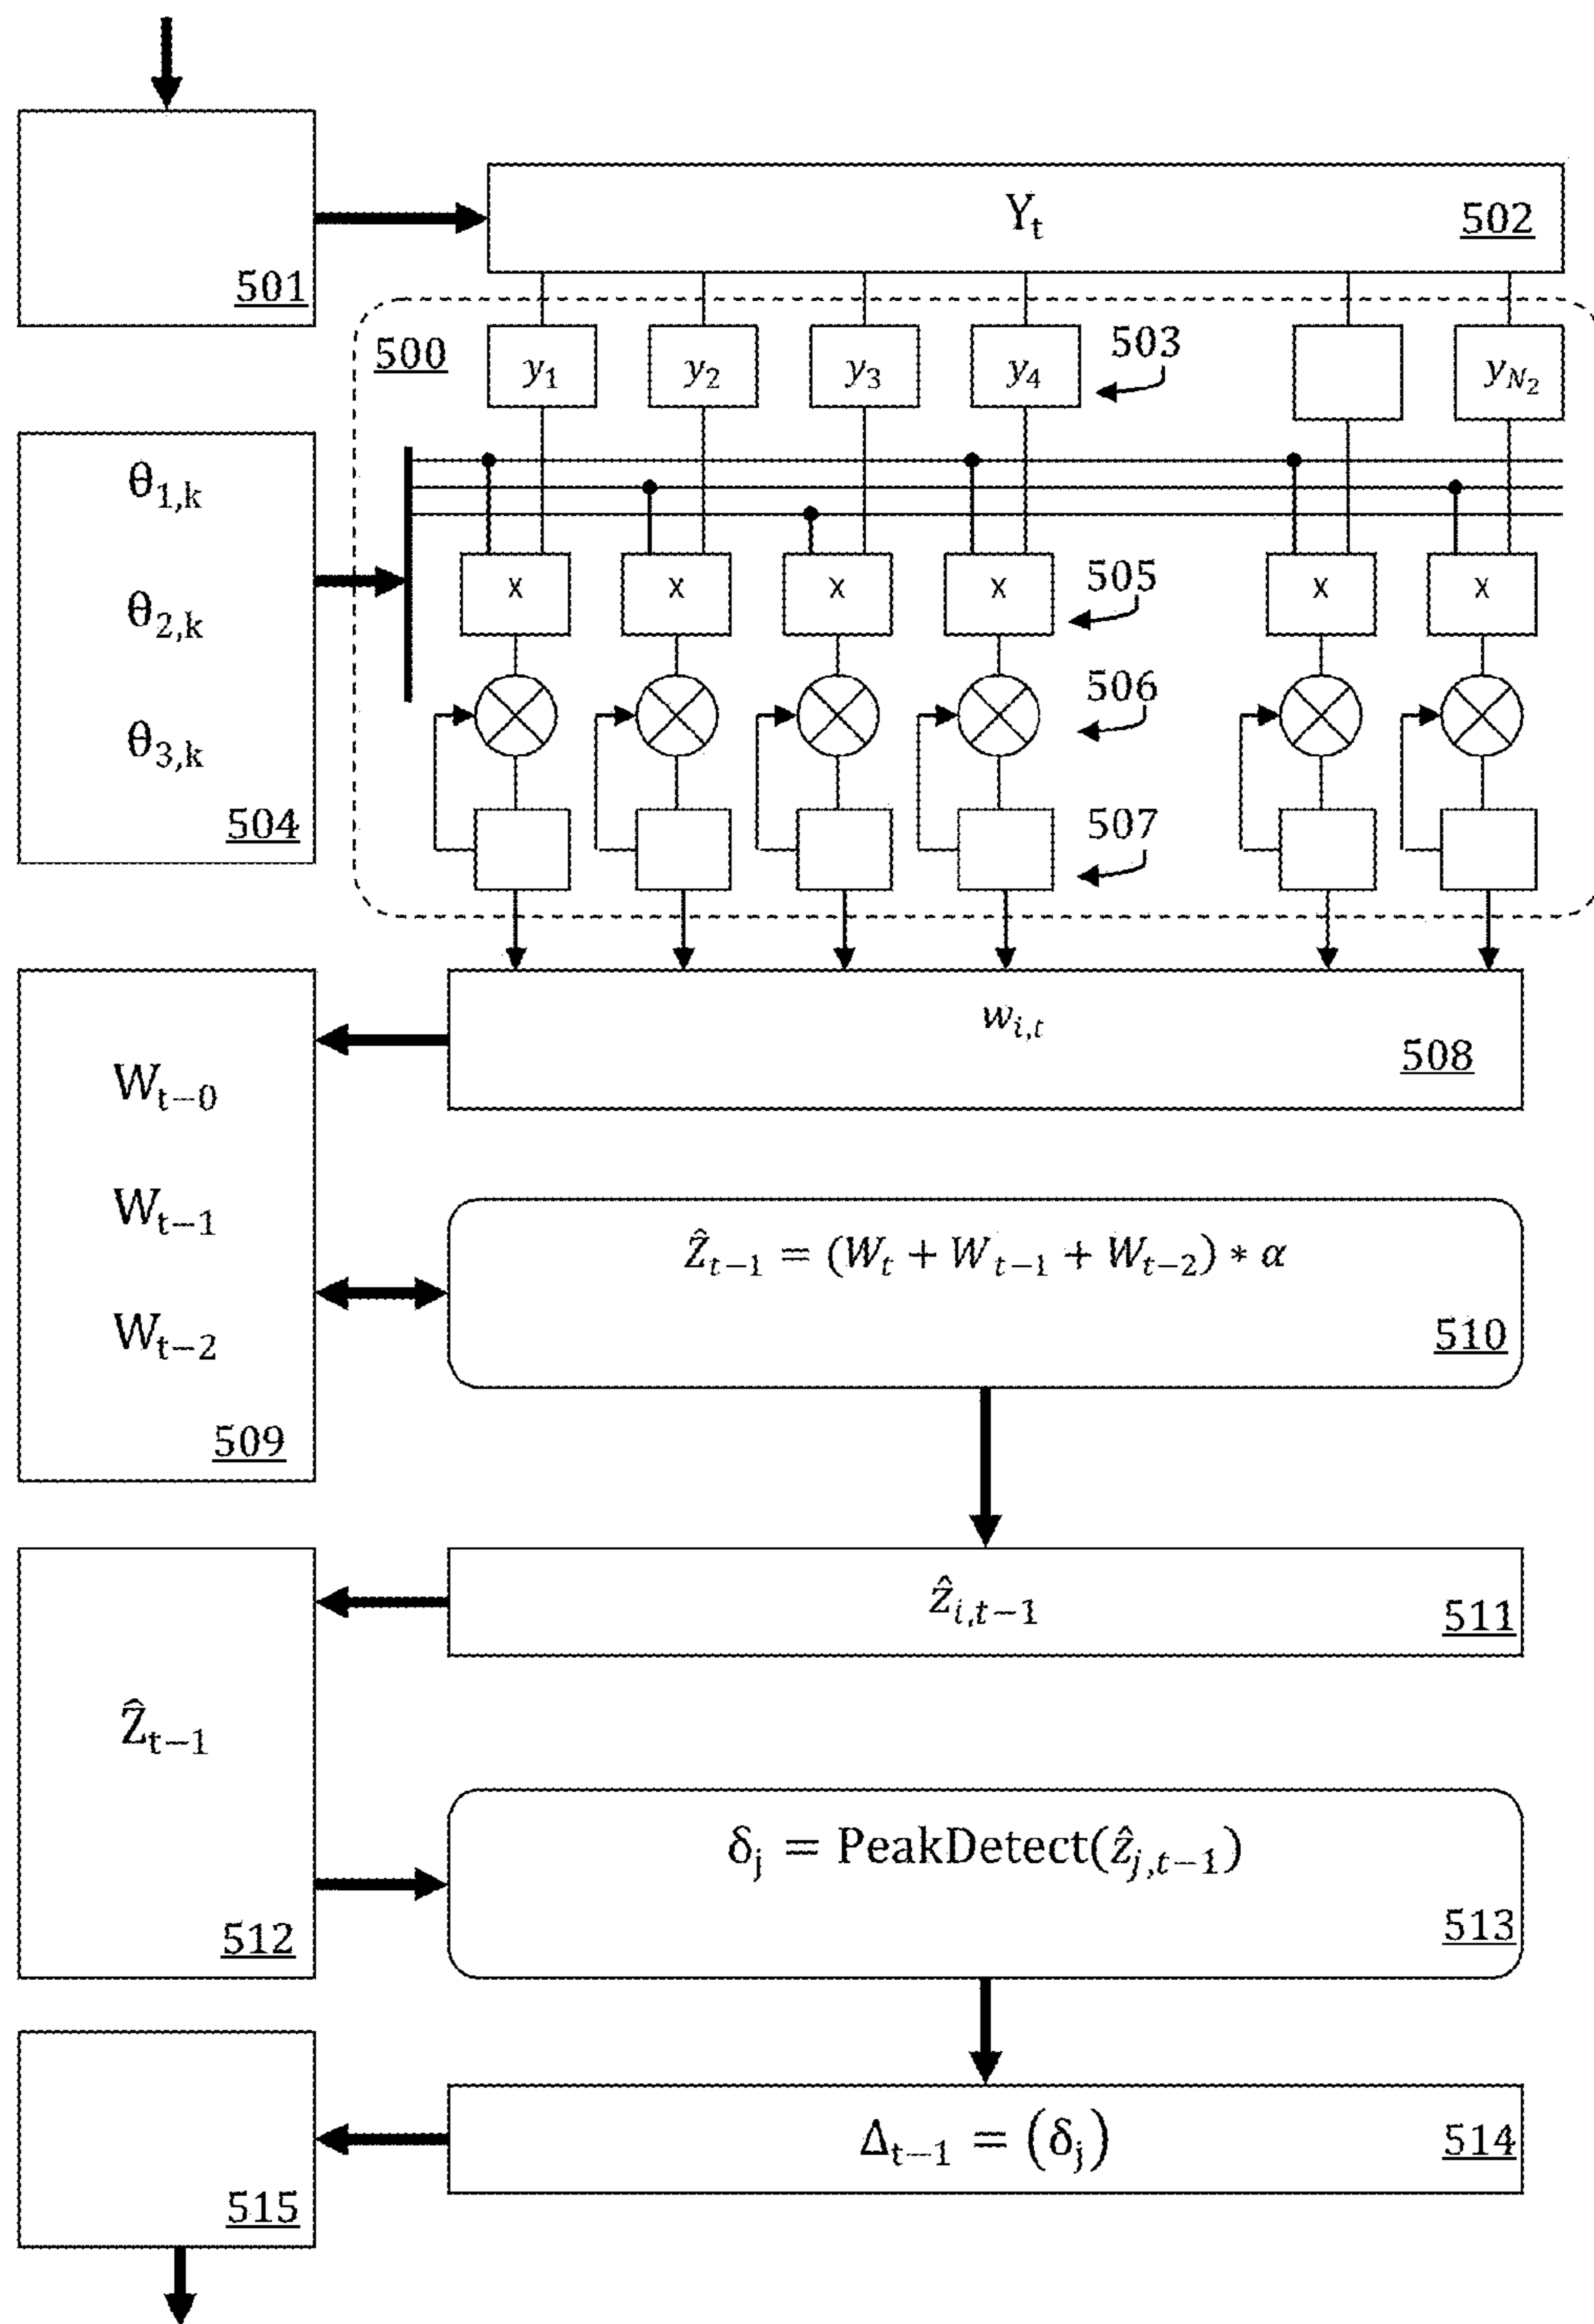 501
Y_t
502
500
y_1
y_2
y_3
y_4
503
y_{N_2}
θ_{1,k}
θ_{2,k}
θ_{3,k}
504
x
x
x
x
505
x
x
506
507
w_{i,t}
508
W_{t-0}
W_{t-1}
W_{t-2}
509
Ẑ_{t-1} = (W_t + W_{t-1} + W_{t-2}) * α
510
ẑ_{i,t-1}
511
Ẑ_{t-1}
512
δ_j = PeakDetect(ẑ_{j,t-1})
513
Δ_{t-1} = (δ_j)
514
515